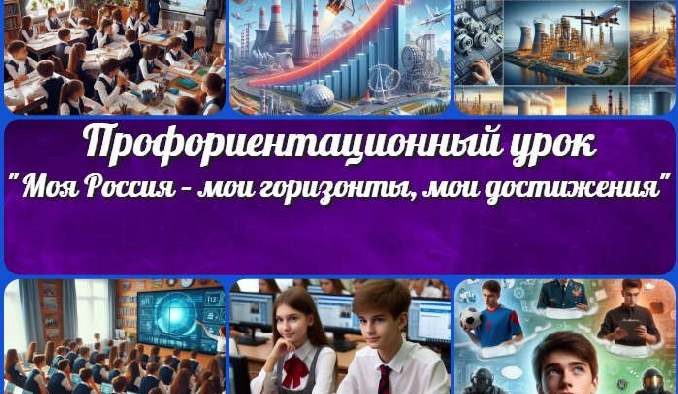 Профориентационный урок
"Моя Россия – мои горизонты, мои достижения"